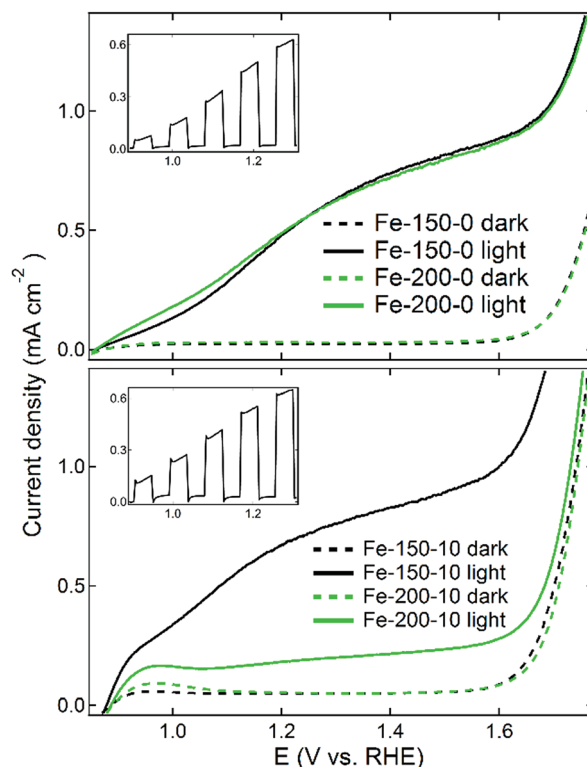 0.6
0.3
0.0
1.0 1.2
1.0
0.5
0.0
Fe-150-0 dark
Fe-150-0 light
Fe-200-0 dark
Fe-200-0 light
Current density (mA cm⁻²)
0.6
0.3
0.0
1.0 1.2
1.0
0.5
0.0
Fe-150-10 dark
Fe-150-10 light
Fe-200-10 dark
Fe-200-10 light
1.0 1.2 1.4 1.6
E (V vs. RHE)